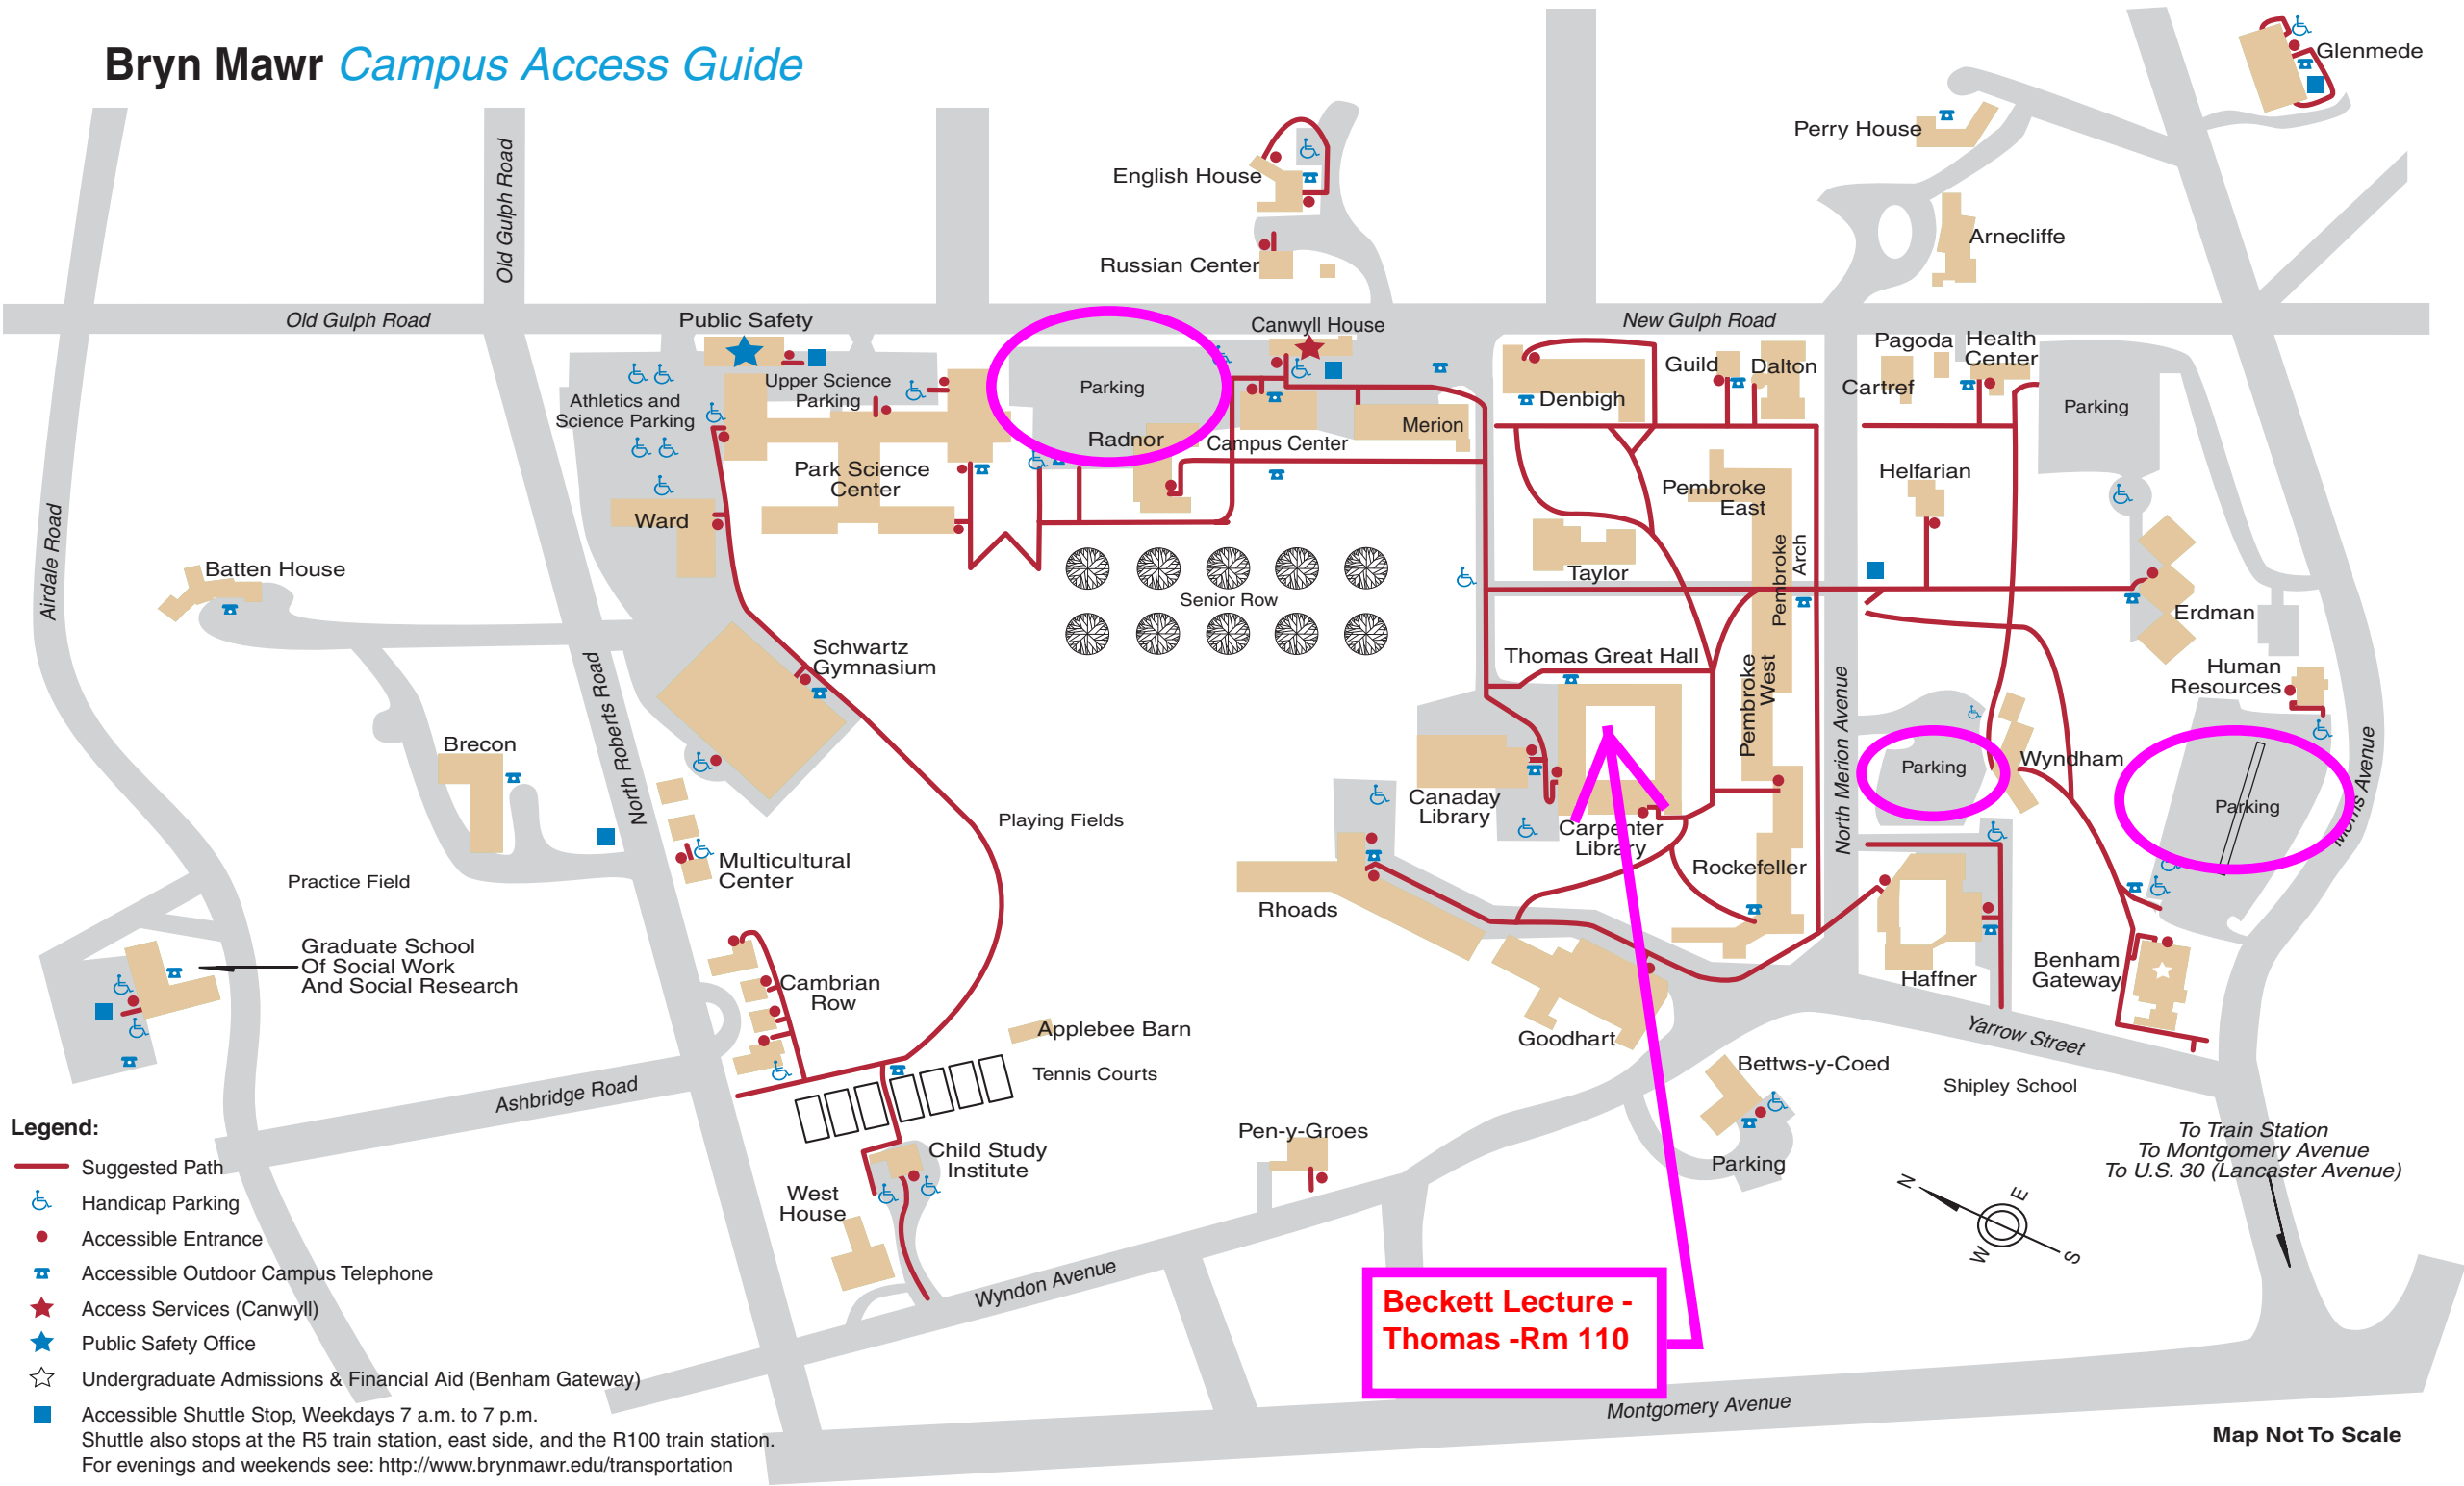 Bryn Mawr Campus Access Guide
Glenmede
Perry House
English House
Arnecliffe
Russian Center
Old Gulph Road
Old Gulph Road
Public Safety
Canwyll House
New Gulph Road
Pagoda
Health
Center
Guild
Dalton
Cartref
Upper Science
Parking
Athletics and
Science Parking
Parking
Denbigh
Parking
Radnor
Campus Center
Merion
Park Science
Center
Ward
Helfarian
Pembroke
East
Airdale Road
Batten House
Taylor
Pembroke
Arch
Senior Row
Erdman
Schwartz
Gymnasium
Thomas Great Hall
Human
Resources
North Roberts Road
Pembroke
West
North Merion Avenue
Brecon
Wyndham
Parking
Parking
Morris Avenue
Canaday
Library
Playing Fields
Carpenter
Library
Multicultural
Center
Rockefeller
Practice Field
Rhoads
Graduate School
Of Social Work
And Social Research
Cambrian
Row
Haffner
Benham
Gateway
Applebee Barn
Goodhart
Yarrow Street
Bettws-y-Coed
Tennis Courts
Shipley School
Ashbridge Road
Pen-y-Groes
Child Study
Institute
Parking
West
House
To Train Station
To Montgomery Avenue
To U.S. 30 (Lancaster Avenue)
N
E
W
S
Wyndon Avenue
Beckett Lecture -
Thomas -Rm 110
Montgomery Avenue
Map Not To Scale
Legend:
Suggested Path
Handicap Parking
Accessible Entrance
Accessible Outdoor Campus Telephone
Access Services (Canwyll)
Public Safety Office
Undergraduate Admissions & Financial Aid (Benham Gateway)
Accessible Shuttle Stop, Weekdays 7 a.m. to 7 p.m.
Shuttle also stops at the R5 train station, east side, and the R100 train station.
For evenings and weekends see: http://www.brynmawr.edu/transportation